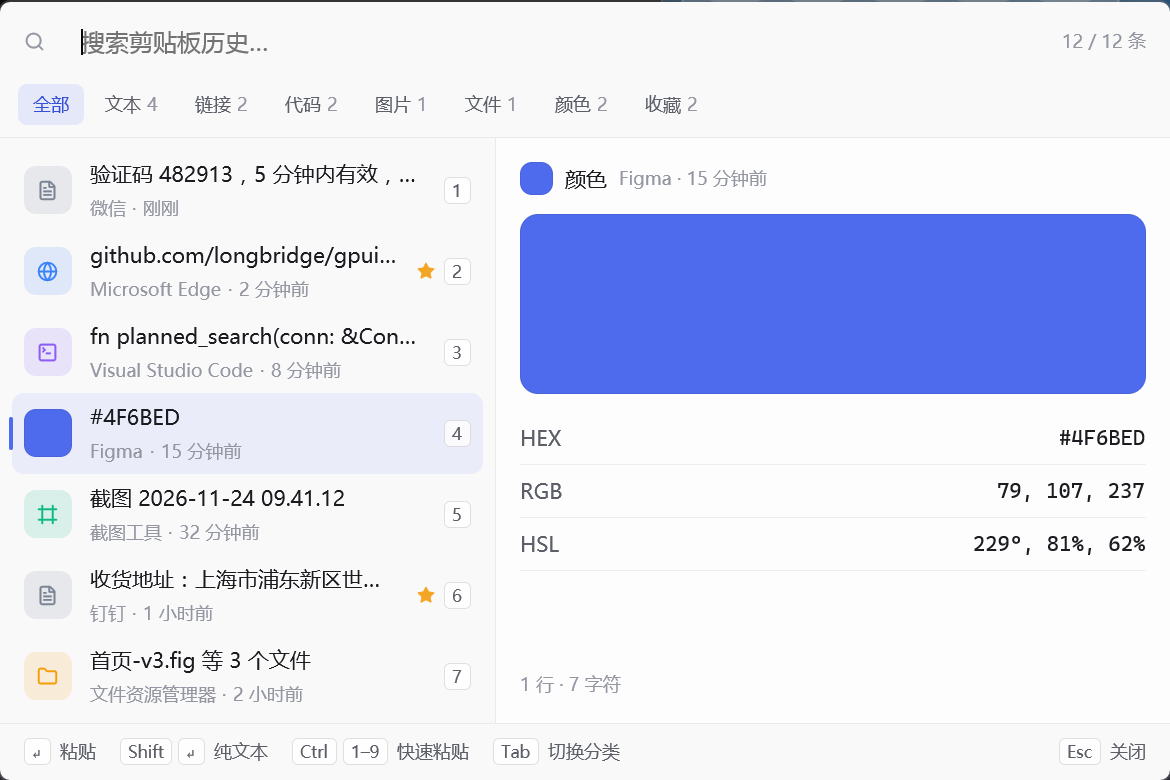 搜索剪贴板历史...
12 / 12 条
全部 文本 4 链接 2 代码 2 图片 1 文件 1 颜色 2 收藏 2
验证码 482913，5 分钟内有效，...
微信 · 刚刚
1
github.com/longbridge/gpui...
Microsoft Edge · 2 分钟前
2
fn planned_search(conn: &Con...
Visual Studio Code · 8 分钟前
3
#4F6BED
Figma · 15 分钟前
4
截图 2026-11-24 09.41.12
截图工具 · 32 分钟前
5
收货地址：上海市浦东新区世...
钉钉 · 1 小时前
6
首页-v3.fig 等 3 个文件
文件资源管理器 · 2 小时前
7
颜色 Figma · 15 分钟前
HEX #4F6BED
RGB 79, 107, 237
HSL 229°, 81%, 62%
1 行 · 7 字符
↵ 粘贴 Shift ↵ 纯文本 Ctrl 1–9 快速粘贴 Tab 切换分类 Esc 关闭